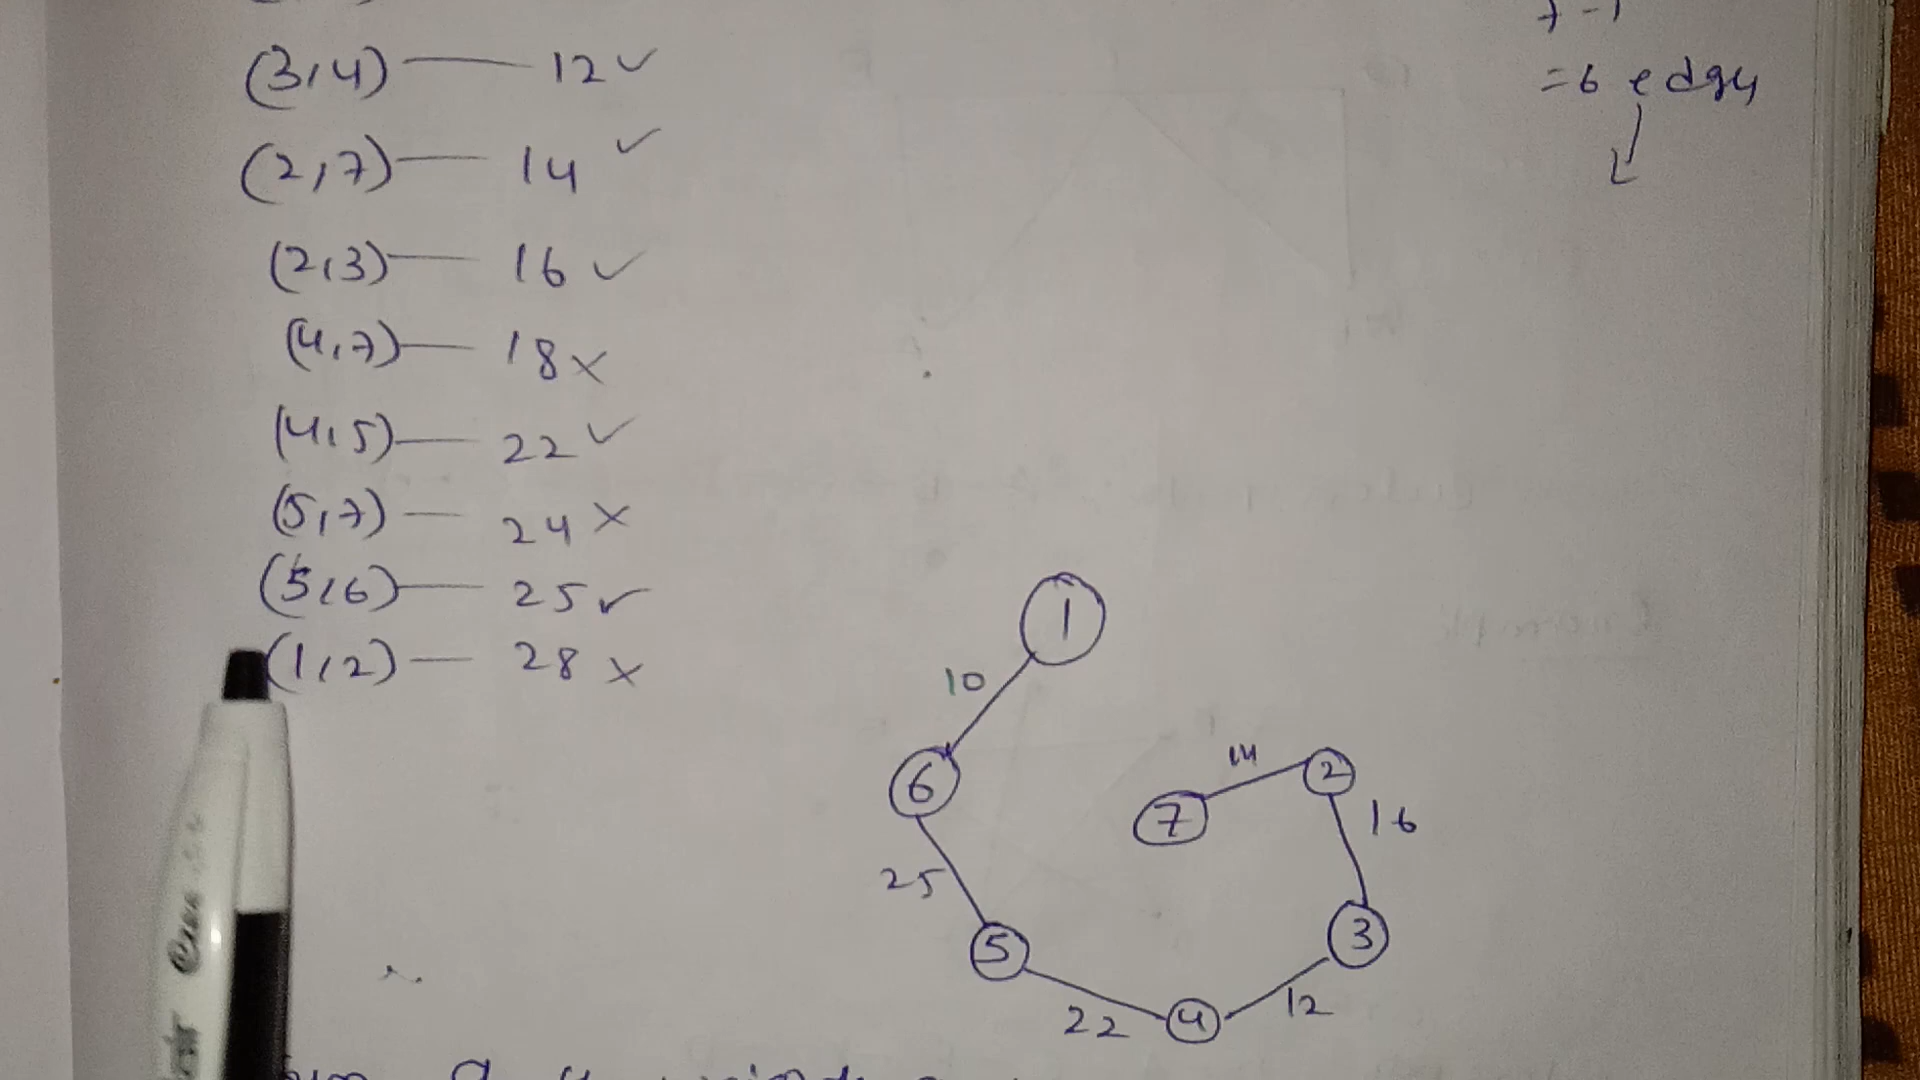 7-1
(3,4) — 12 ✓
= 6 edges
(2,7) — 14 ✓
(2,3) — 16 ✓
(4,7) — 18 ×
(4,5) — 22 ✓
(5,7) — 24 ×
(5,6) — 25 ✓
(1,2) — 28 ×
1
10
6
14
2
7
16
25
3
5
12
22
4